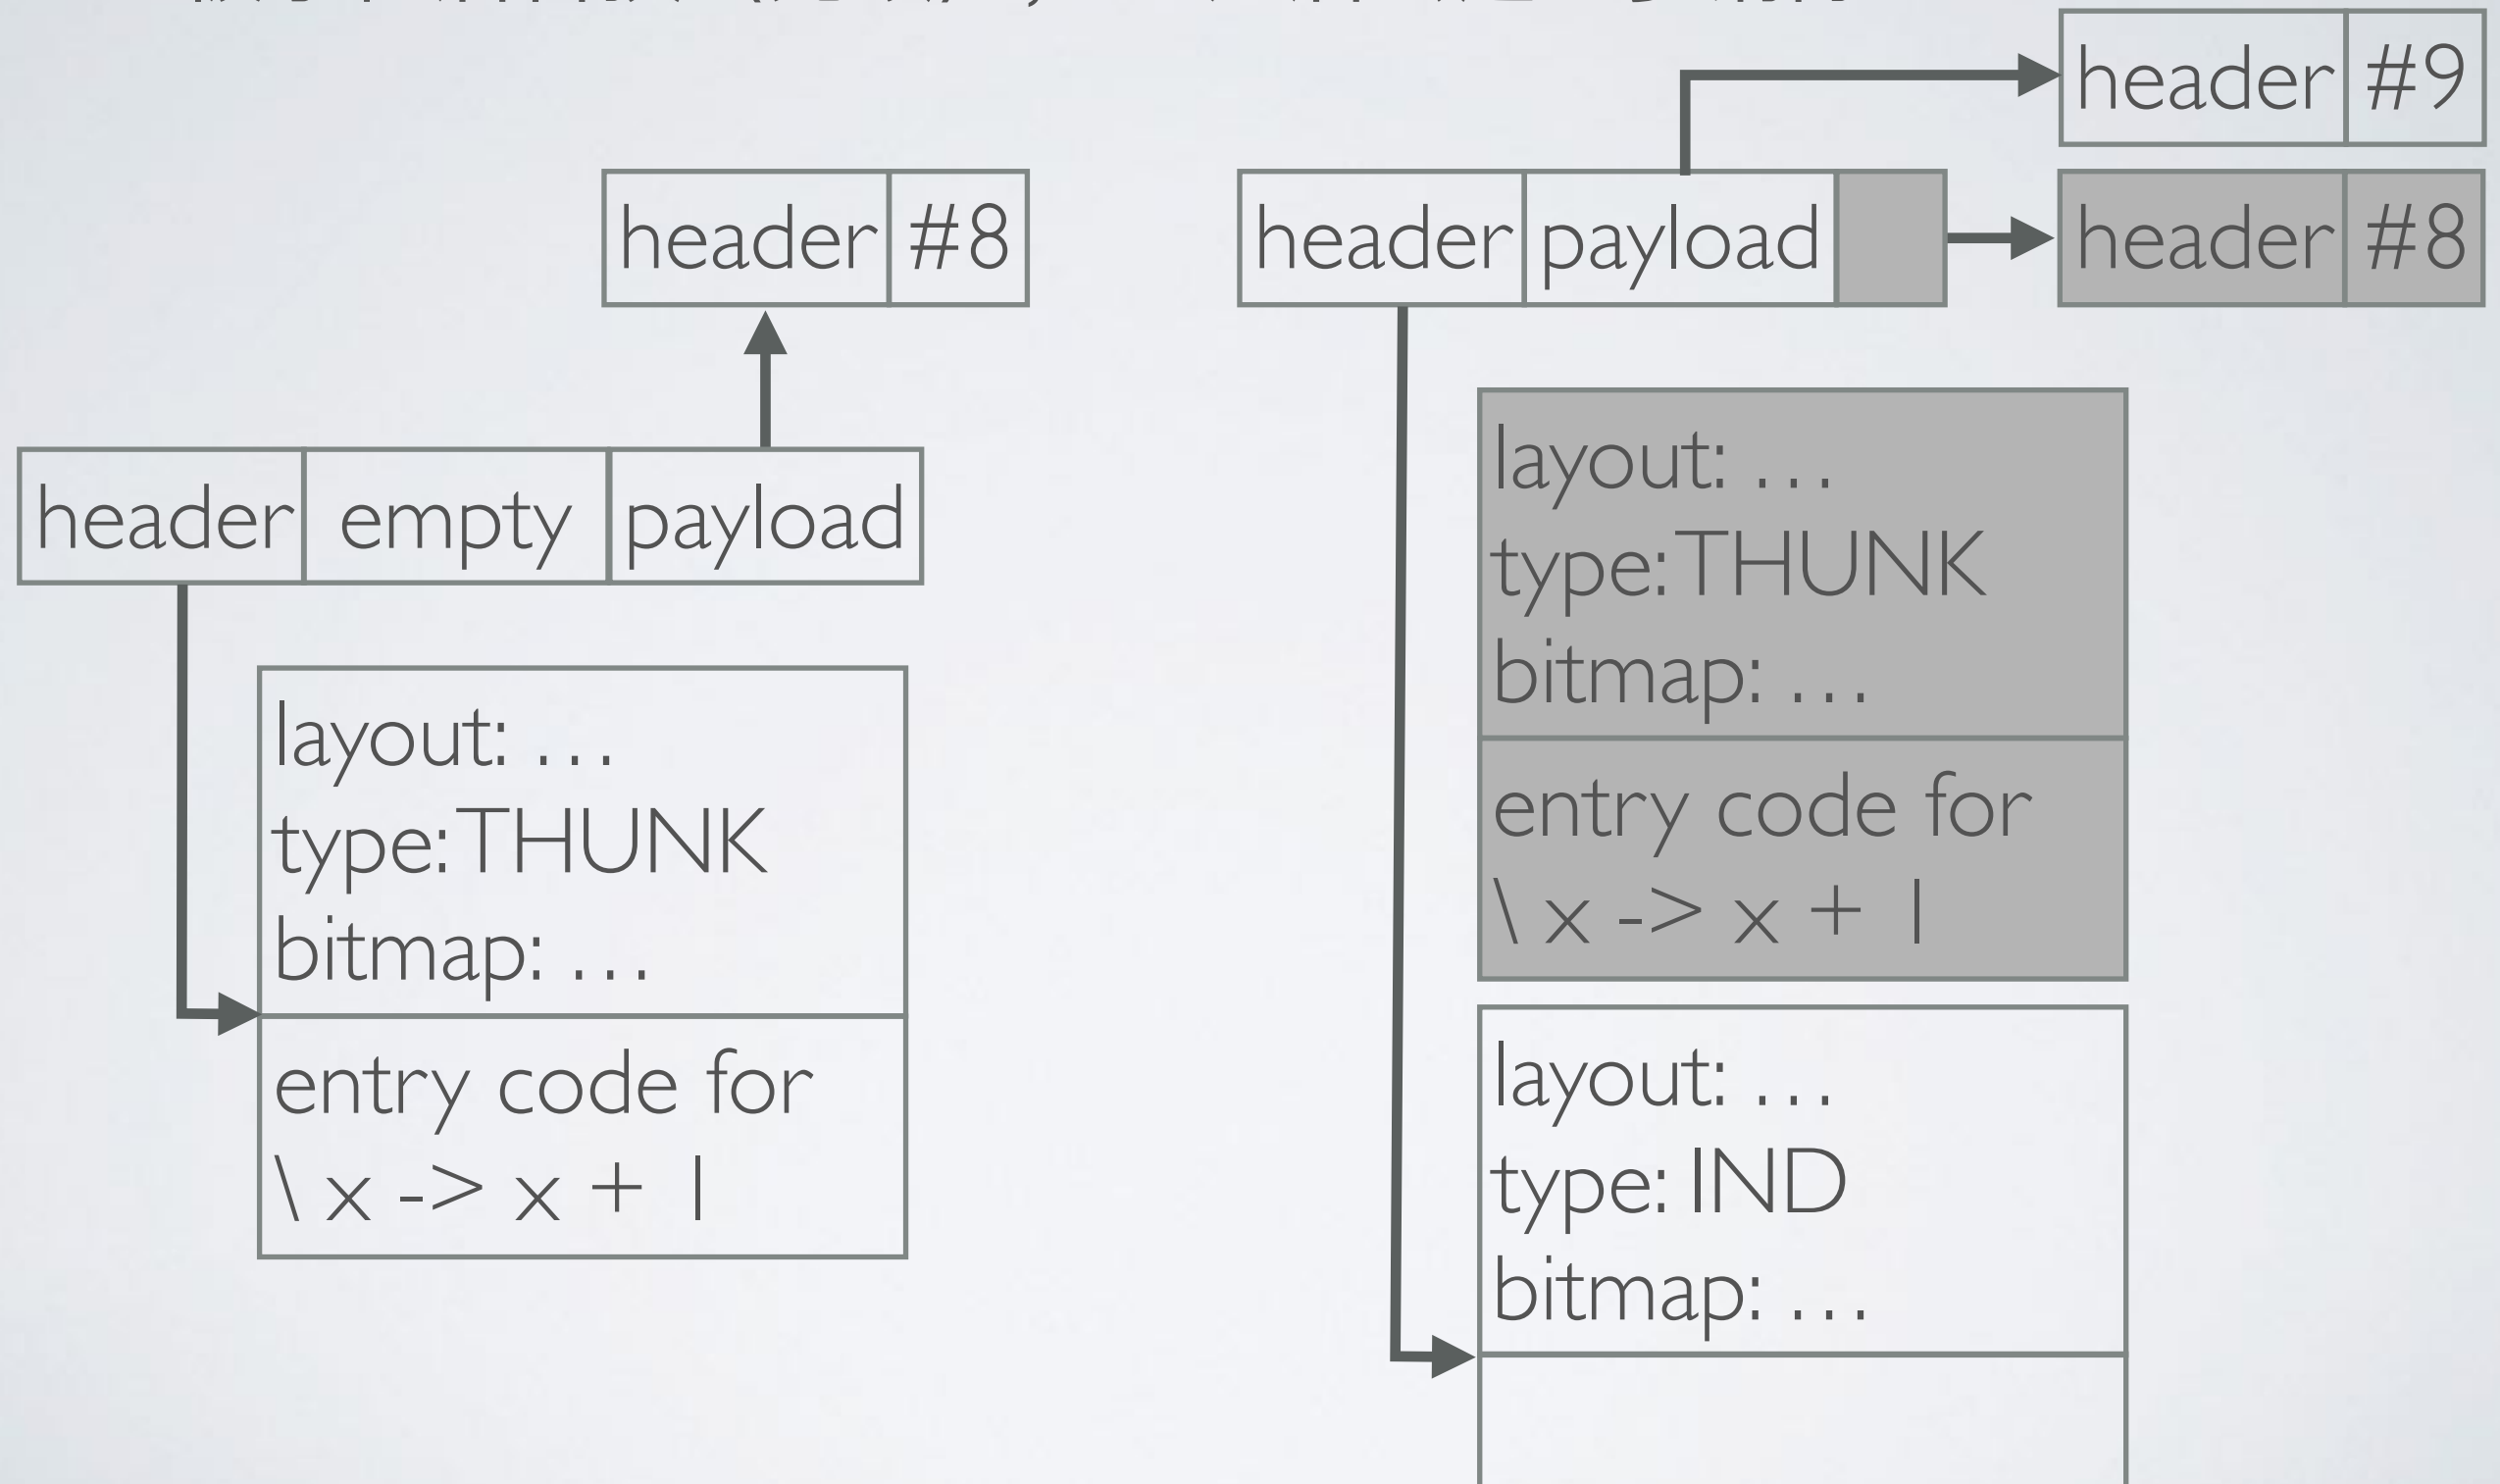 header #9
header #8
header payload
header #8
header empty payload
layout: ...
type: THUNK
bitmap: ...
entry code for
\ x -> x + 1
layout: ...
type: THUNK
bitmap: ...
entry code for
\ x -> x + 1
layout: ...
type: IND
bitmap: ...